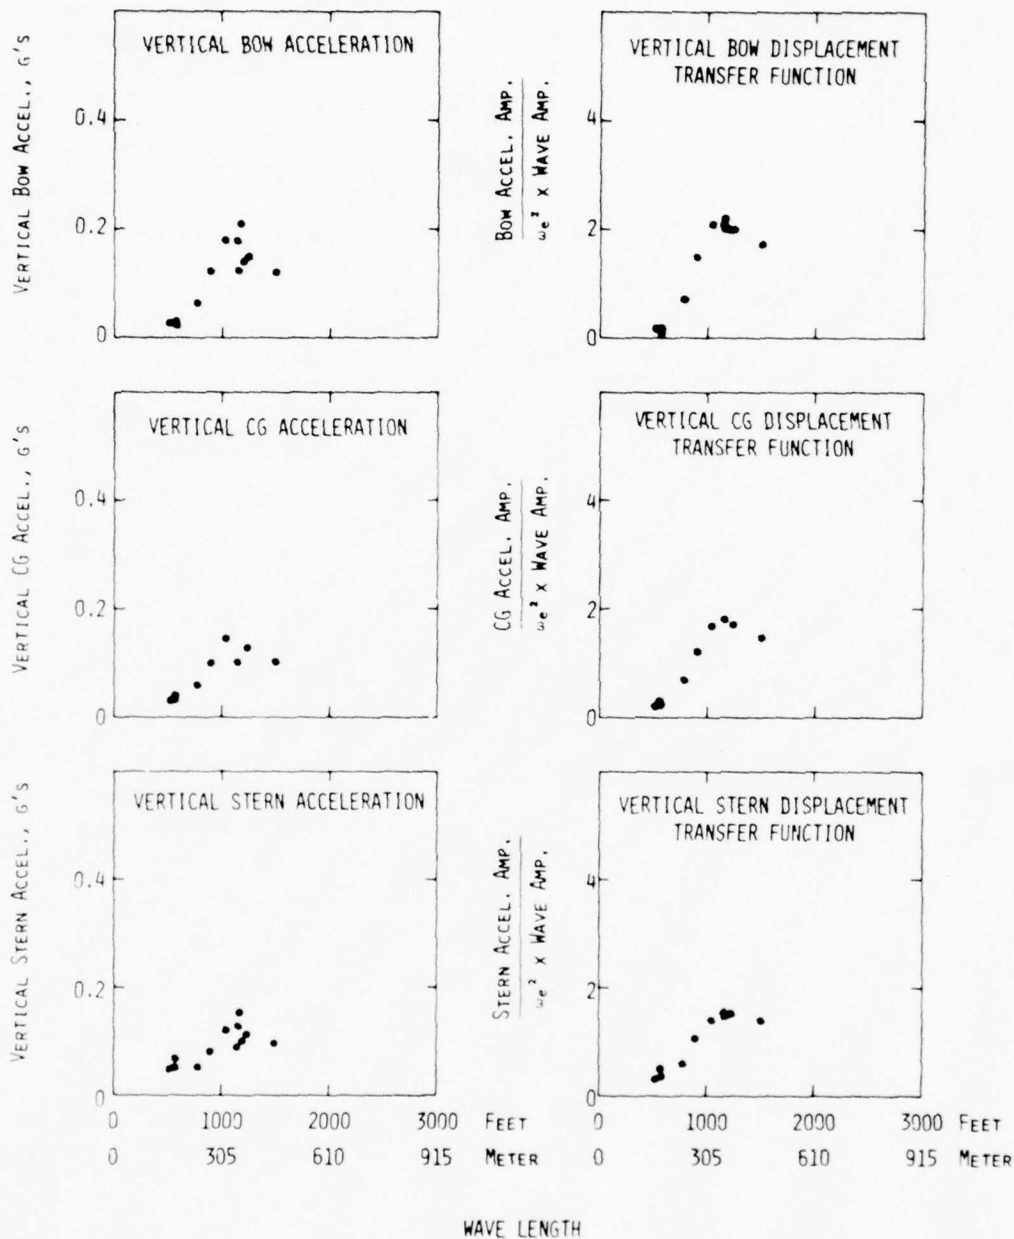 VERTICAL BOW ACCELERATION
VERTICAL BOW ACCEL., G'S
0.4
0.2
0
VERTICAL BOW DISPLACEMENT
TRANSFER FUNCTION
BOW ACCEL. AMP.
ωe² x WAVE AMP.
4
2
0
VERTICAL CG ACCELERATION
VERTICAL CG ACCEL., G'S
0.4
0.2
0
VERTICAL CG DISPLACEMENT
TRANSFER FUNCTION
CG ACCEL. AMP.
ωe² x WAVE AMP.
4
2
0
VERTICAL STERN ACCELERATION
VERTICAL STERN ACCEL., G'S
0.4
0.2
0
VERTICAL STERN DISPLACEMENT
TRANSFER FUNCTION
STERN ACCEL. AMP.
ωe² x WAVE AMP.
4
2
0
0 1000 2000 3000 FEET
0 305 610 915 METER
0 1000 2000 3000 FEET
0 305 610 915 METER
WAVE LENGTH